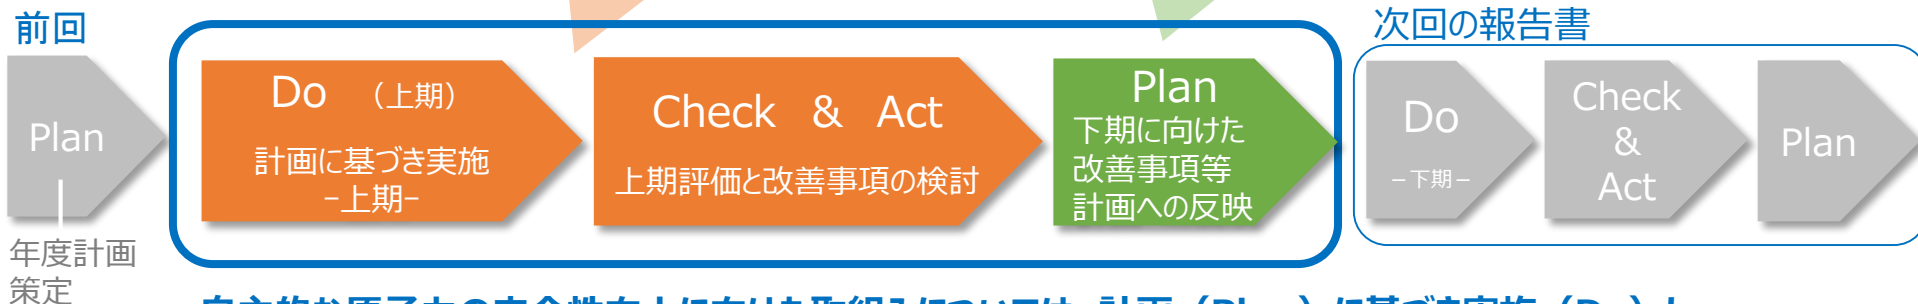 前回
次回の報告書
Plan
Do （上期）
計画に基づき実施
−上期−
Check & Act
上期評価と改善事項の検討
Plan
下期に向けた
改善事項等
計画への反映
Do
−下期−
Check
&
Act
Plan
年度計画
策定